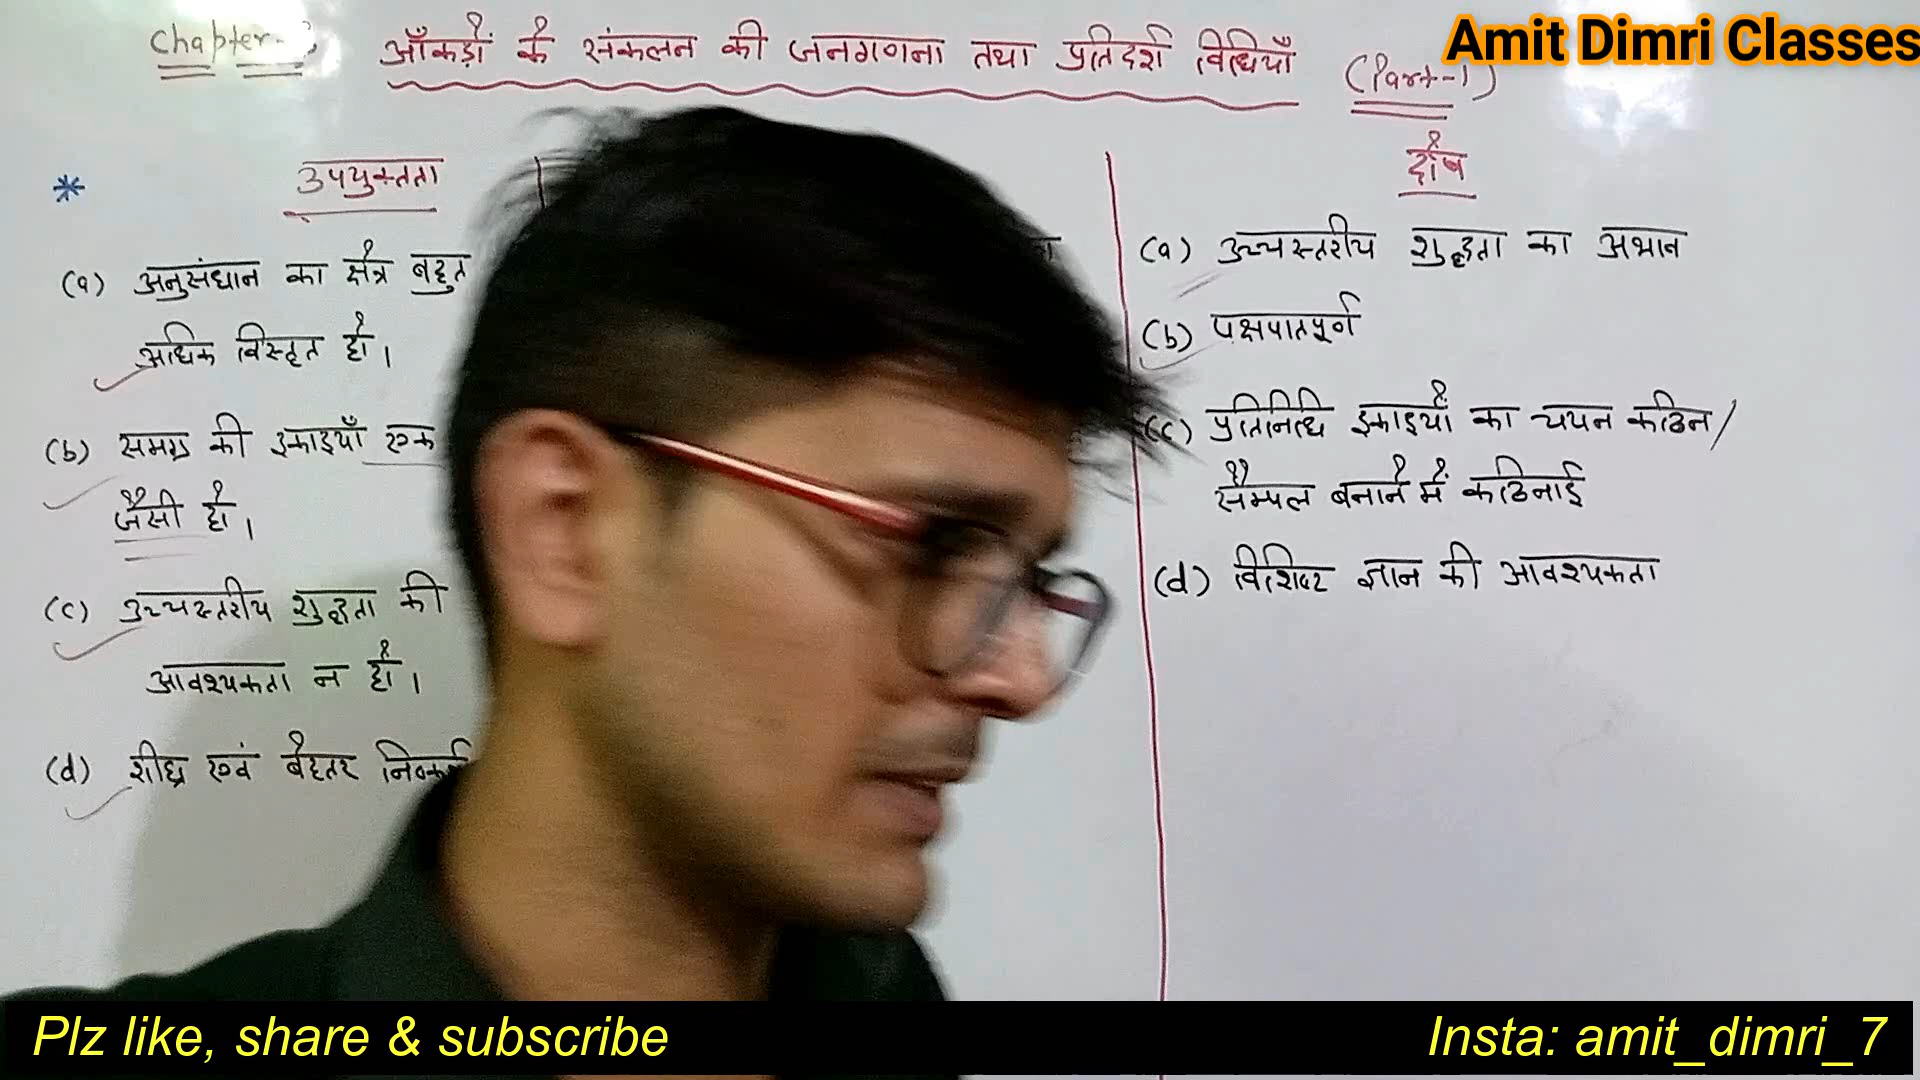 Amit Dimri Classes
Chapter-
आँकड़ों के संकलन की जनगणना तथा प्रतिदर्श विधियाँ (Part-1)
* उपयुक्तता
(a) अनुसंधान का क्षेत्र बहुत
अधिक विस्तृत हो।
(b) समग्र की इकाइयाँ एक
जैसी हो।
(c) उच्चस्तरीय शुद्धता की
आवश्यकता न हो।
(d) शीघ्र एवं बेहतर
दोष
(a) उच्चस्तरीय शुद्धता का अभाव
(b) पक्षपातपूर्ण
(c) प्रतिनिधि इकाइयों का चयन कठिन/
सैम्पल बनाने में कठिनाई
(d) विशिष्ट ज्ञान की आवश्यकता
Plz like, share & subscribe
Insta: amit_dimri_7